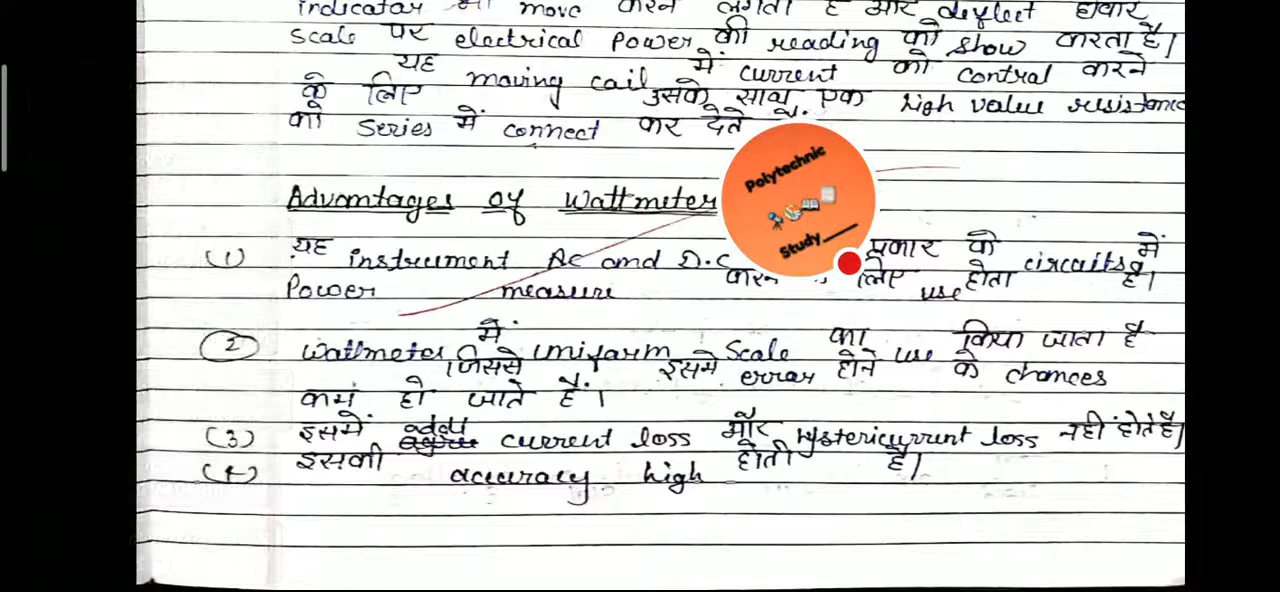 indicator भी move करने लगता है और deflect होकर
scale पर electrical power की reading को show करता है।
यह moving cail में current को control करने
के लिए उसके साथ एक high value resistance
को series में connect कर देते हैं.
Polytechnic
Study
Advantages of Wattmeter
(1) यह instrument AC and D.C प्रकार के circuits में
Power measure करने के लिए use होता है।
(2) wattmeter में uniform scale का use किया जाता है
जिससे इसमे error होने के chances
कम हो जाते हैं।
(3) इसमें addi current loss और hystericurrent loss नही होते है।
(4) इसकी accuracy high होती है।